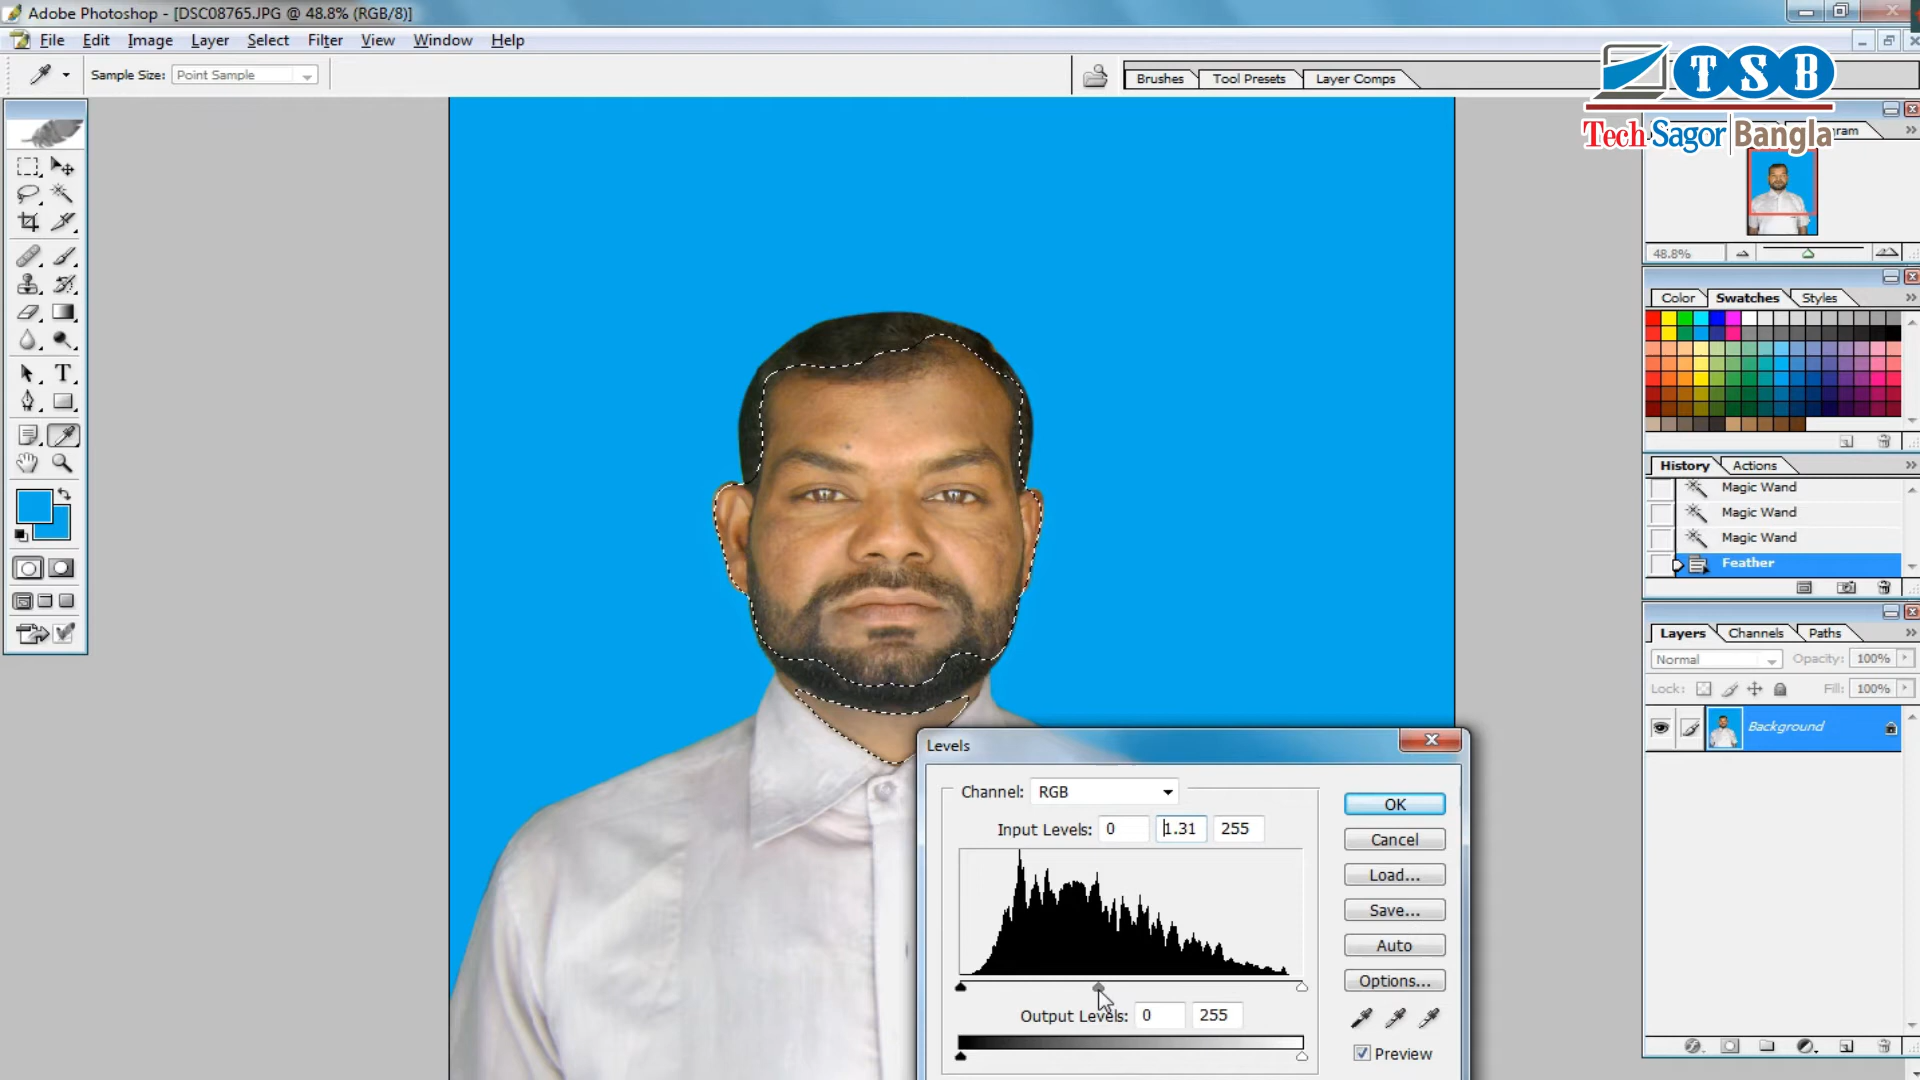 Adobe Photoshop - [DSC08765.JPG @ 48.8% (RGB/8)]
File Edit Image Layer Select Filter View Window Help
Sample Size: Point Sample
Brushes Tool Presets Layer Comps
TSB
Tech Sagor Bangla
gram
48.8%
Color Swatches Styles
History Actions
Magic Wand
Magic Wand
Magic Wand
Feather
Layers Channels Paths
Normal Opacity: 100%
Lock: Fill: 100%
Background
T
Levels
Channel: RGB
Input Levels: 0 1.31 255
Output Levels: 0 255
OK
Cancel
Load...
Save...
Auto
Options...
Preview